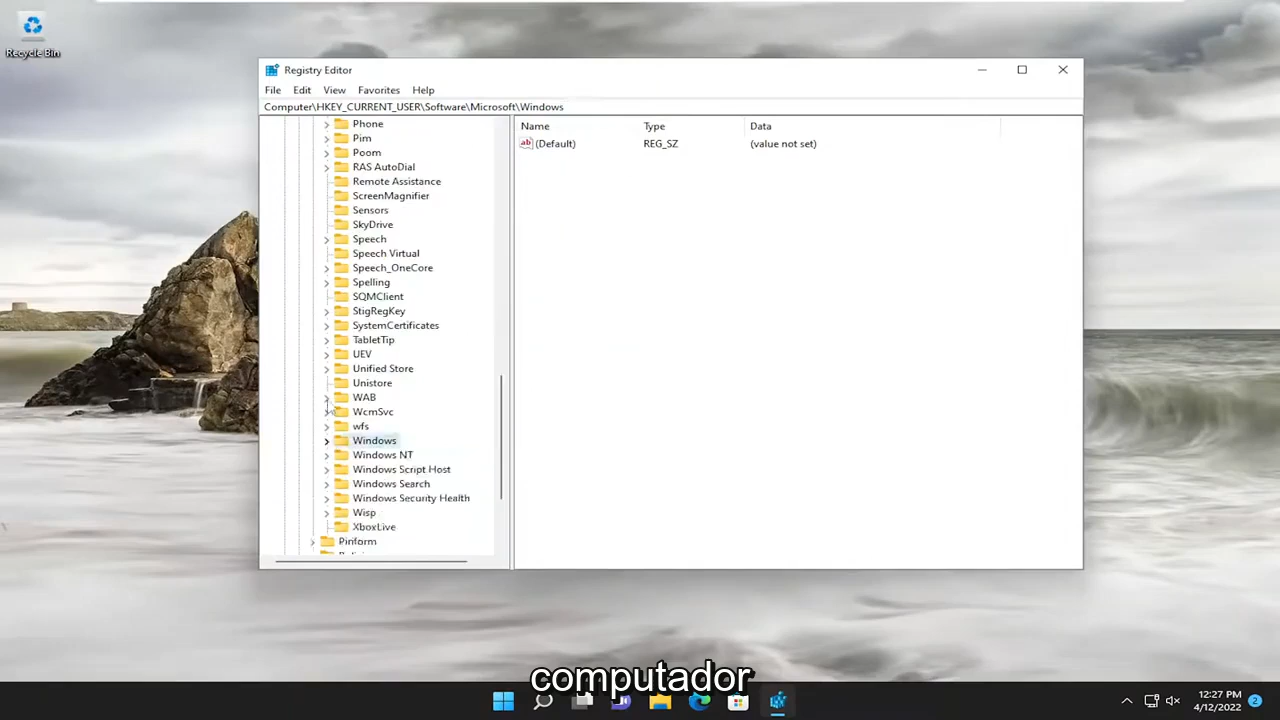 Recycle Bin
Registry Editor
File Edit View Favorites Help
Computer\HKEY_CURRENT_USER\Software\Microsoft\Windows
Name Type Data
(Default) REG_SZ (value not set)
Phone
Pim
Poom
RAS AutoDial
Remote Assistance
ScreenMagnifier
Sensors
SkyDrive
Speech
Speech Virtual
Speech_OneCore
Spelling
SQMClient
StigRegKey
SystemCertificates
TabletTip
UEV
Unified Store
Unistore
WAB
WcmSvc
wfs
Windows
Windows NT
Windows Script Host
Windows Search
Windows Security Health
Wisp
XboxLive
Piriform
computador
12:27 PM
4/12/2022
2